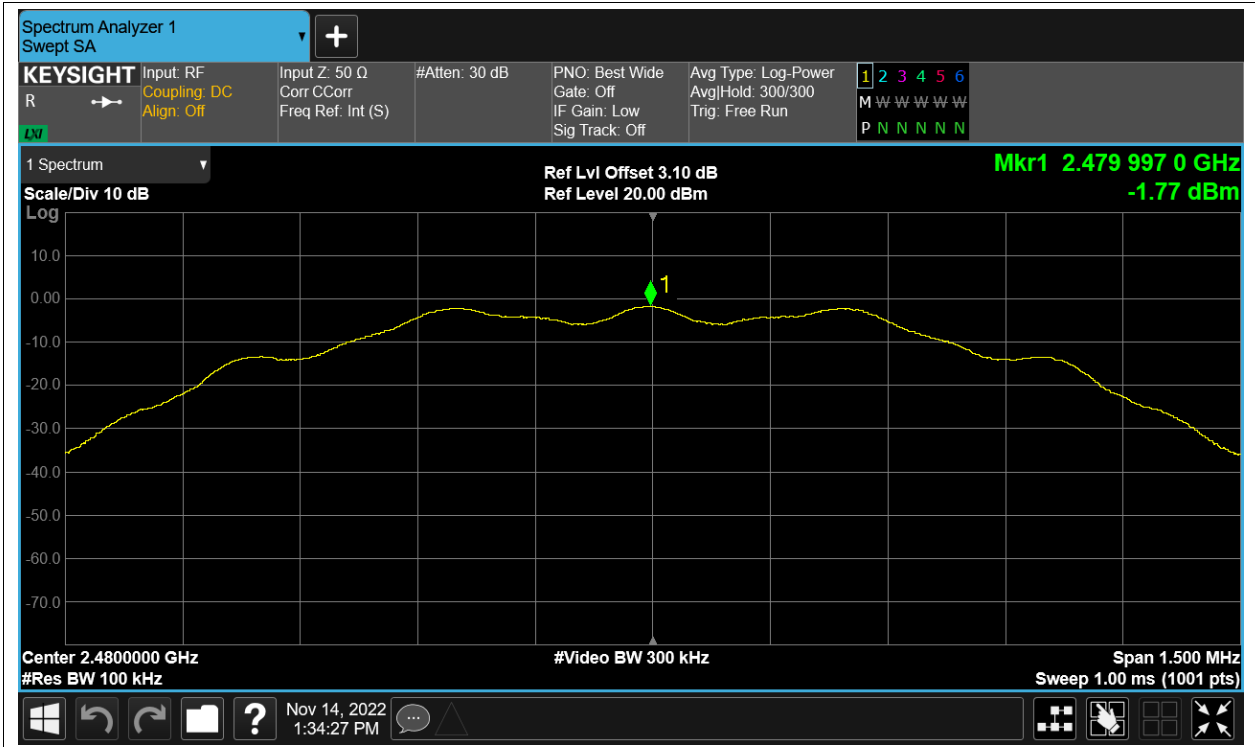 Spectrum Analyzer 1
Swept SA
+
KEYSIGHT
R
LXI
Input: RF
Coupling: DC
Align: Off
Input Z: 50 Ω
Corr CCorr
Freq Ref: Int (S)
#Atten: 30 dB
PNO: Best Wide
Gate: Off
IF Gain: Low
Sig Track: Off
Avg Type: Log-Power
Avg|Hold: 300/300
Trig: Free Run
1 2 3 4 5 6
M W W W W W
P N N N N N
1 Spectrum
Scale/Div 10 dB
Log
Ref Lvl Offset 3.10 dB
Ref Level 20.00 dBm
Mkr1 2.479 997 0 GHz
-1.77 dBm
10.0
0.00
-10.0
-20.0
-30.0
-40.0
-50.0
-60.0
-70.0
1
Center 2.4800000 GHz
#Res BW 100 kHz
#Video BW 300 kHz
Span 1.500 MHz
Sweep 1.00 ms (1001 pts)
?
Nov 14, 2022
1:34:27 PM